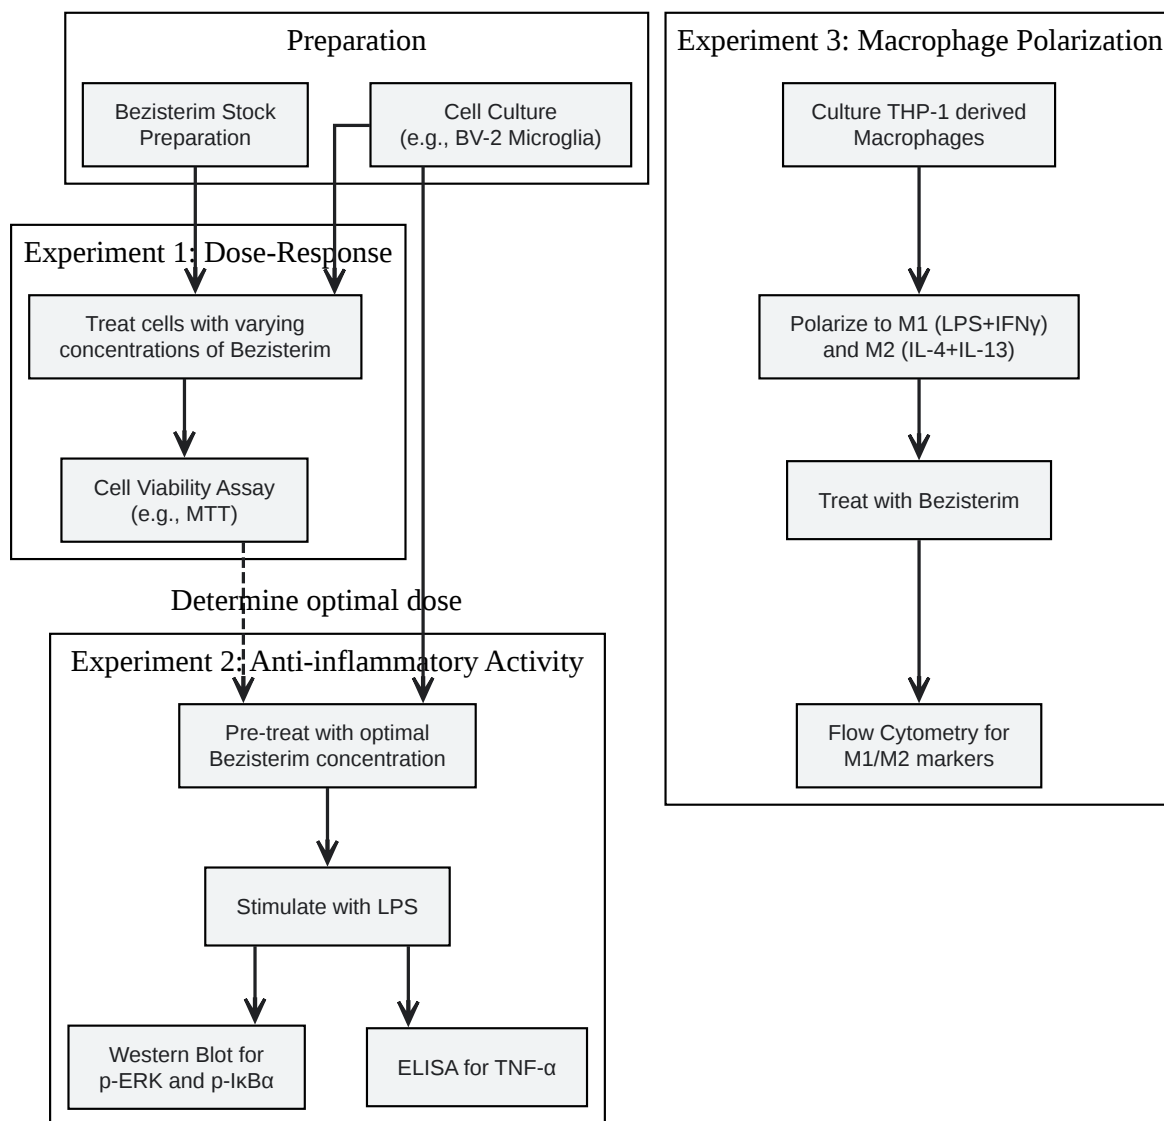 Preparation
Bezisterim Stock
Preparation
Cell Culture
(e.g., BV-2 Microglia)
Experiment 1: Dose-Response
Treat cells with varying
concentrations of Bezisterim
Cell Viability Assay
(e.g., MTT)
Determine optimal dose
Experiment 2: Anti-inflammatory Activity
Pre-treat with optimal
Bezisterim concentration
Stimulate with LPS
Western Blot for
p-ERK and p-IκBα
ELISA for TNF-α
Experiment 3: Macrophage Polarization
Culture THP-1 derived
Macrophages
Polarize to M1 (LPS+IFNγ)
and M2 (IL-4+IL-13)
Treat with Bezisterim
Flow Cytometry for
M1/M2 markers